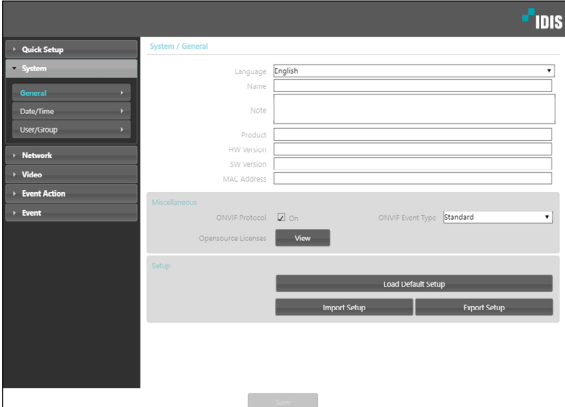 IDIS
Quick Setup
System
General
Date/Time
User/Group
Network
Video
Event Action
Event
System / General
Language English
Name
Note
Product
HW Version
SW Version
MAC Address
Miscellaneous
ONVIF Protocol On ONVIF Event Type Standard
Opensource Licenses View
Setup
Load Default Setup
Import Setup Export Setup
Save